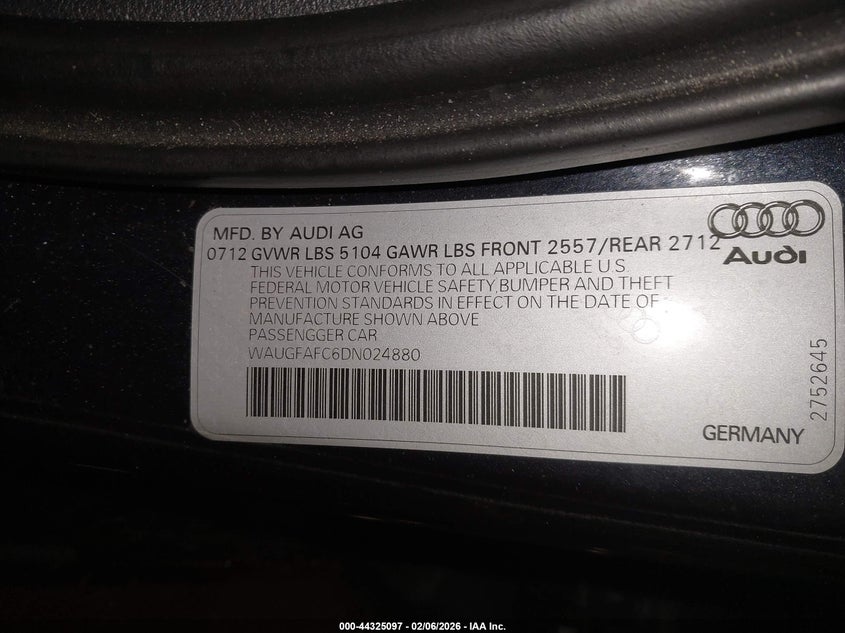 MFD. BY AUDI AG
0712 GVWR LBS 5104 GAWR LBS FRONT 2557/REAR 2712
THIS VEHICLE CONFORMS TO ALL APPLICABLE U.S
FEDERAL MOTOR VEHICLE SAFETY,BUMPER AND THEFT
PREVENTION STANDARDS IN EFFECT ON THE DATE OF
MANUFACTURE SHOWN ABOVE
PASSENGGER CAR
WAUGFAFC6DN024880
Audi
2752645
GERMANY
000-44325097 - 02/06/2026 - IAA Inc.